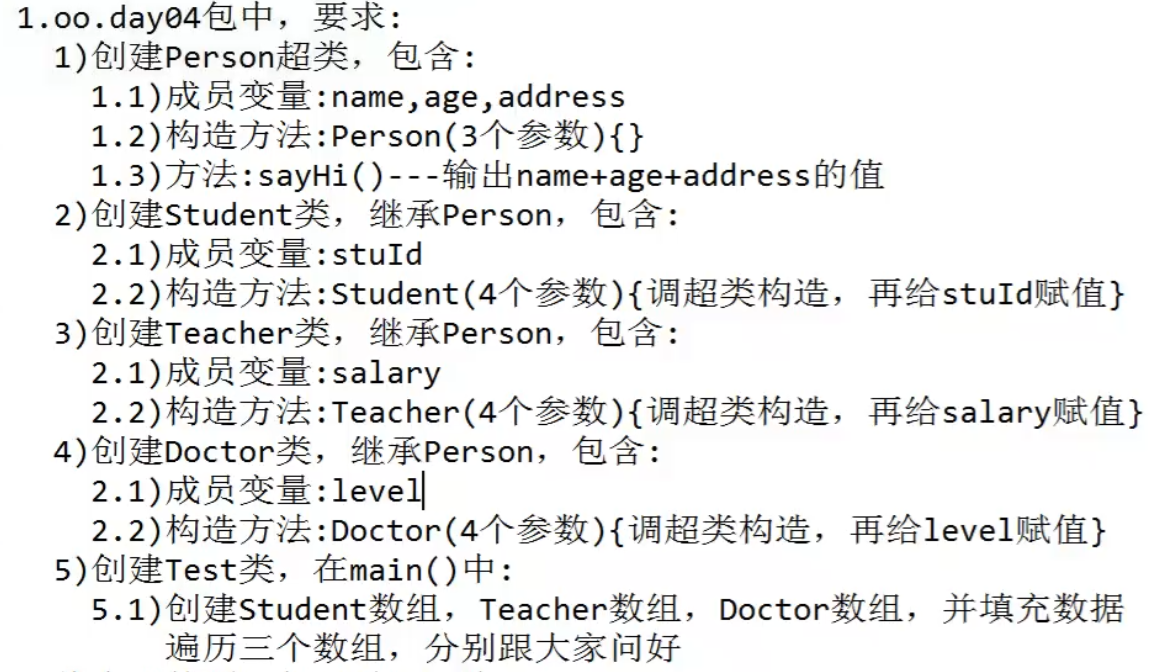 1.oo.day04包中，要求:
1)创建Person超类，包含:
1.1)成员变量:name,age,address
1.2)构造方法:Person(3个参数){}
1.3)方法:sayHi()---输出name+age+address的值
2)创建Student类，继承Person，包含:
2.1)成员变量:stuId
2.2)构造方法:Student(4个参数){调超类构造，再给stuId赋值}
3)创建Teacher类，继承Person，包含:
2.1)成员变量:salary
2.2)构造方法:Teacher(4个参数){调超类构造，再给salary赋值}
4)创建Doctor类，继承Person，包含:
2.1)成员变量:level
2.2)构造方法:Doctor(4个参数){调超类构造，再给level赋值}
5)创建Test类，在main()中:
5.1)创建Student数组，Teacher数组，Doctor数组，并填充数据
遍历三个数组，分别跟大家问好